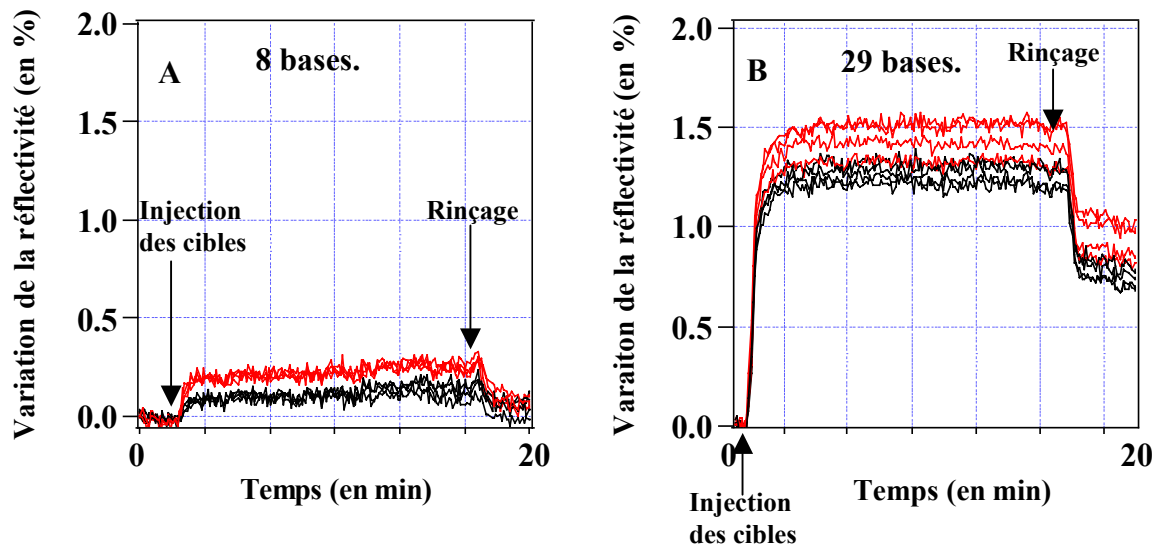 Variation de la réflectivité (en %)
2.0
1.5
1.0
0.5
0.0
A
8 bases.
Injection
des cibles
Rinçage
0
20
Temps (en min)
Varaiton de la réflectivité (en %)
2.0
1.5
1.0
0.5
0.0
B
29 bases.
Rinçage
0
20
Temps (en min)
Injection
des cibles